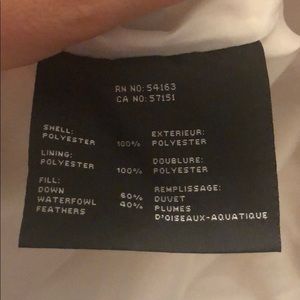 RN NO: 54163
CA NO: 57151
SHELL:
POLYESTER 100%
LINING:
POLYESTER 100%
FILL:
DOWN 60%
WATERFOWL 40%
FEATHERS
EXTERIEUR:
POLYESTER
DOUBLURE:
POLYESTER
REMPLISSAGE:
DUVET
PLUMES
D'OISEAUX-AQUATIQUE